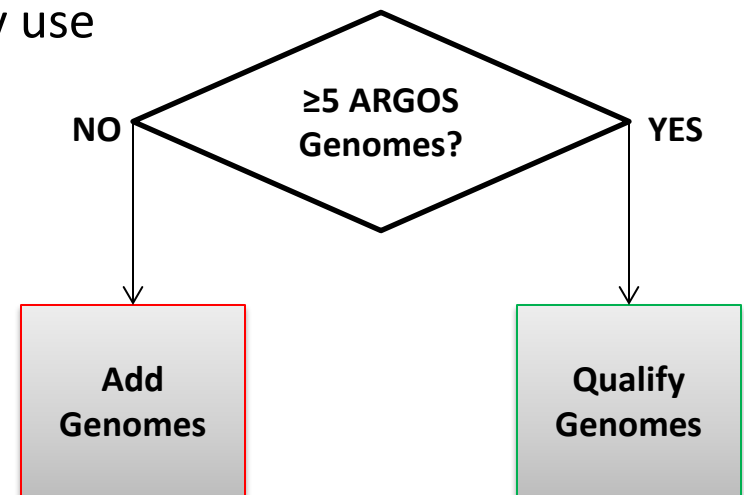 use
≥5 ARGOS
Genomes?
NO
YES
Add
Genomes
Qualify
Genomes